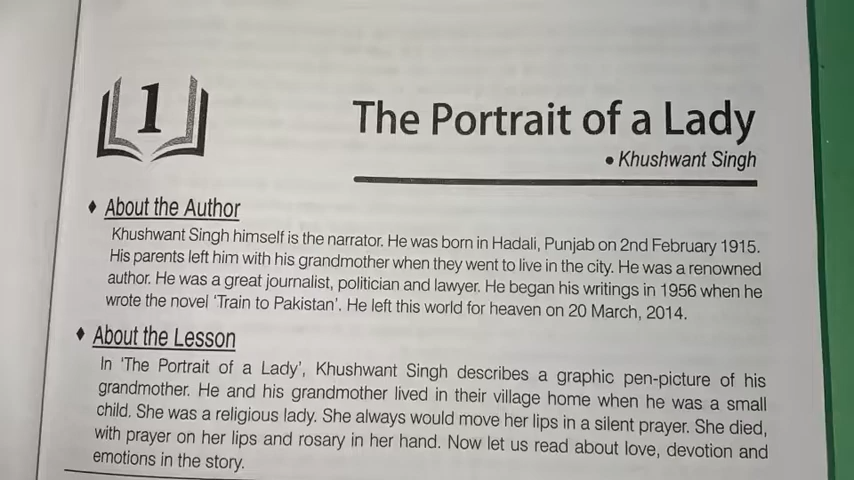 1
The Portrait of a Lady
• Khushwant Singh
♦ About the Author
Khushwant Singh himself is the narrator. He was born in Hadali, Punjab on 2nd February 1915.
His parents left him with his grandmother when they went to live in the city. He was a renowned
author. He was a great journalist, politician and lawyer. He began his writings in 1956 when he
wrote the novel 'Train to Pakistan'. He left this world for heaven on 20 March, 2014.
♦ About the Lesson
In 'The Portrait of a Lady', Khushwant Singh describes a graphic pen-picture of his
grandmother. He and his grandmother lived in their village home when he was a small
child. She was a religious lady. She always would move her lips in a silent prayer. She died,
with prayer on her lips and rosary in her hand. Now let us read about love, devotion and
emotions in the story.